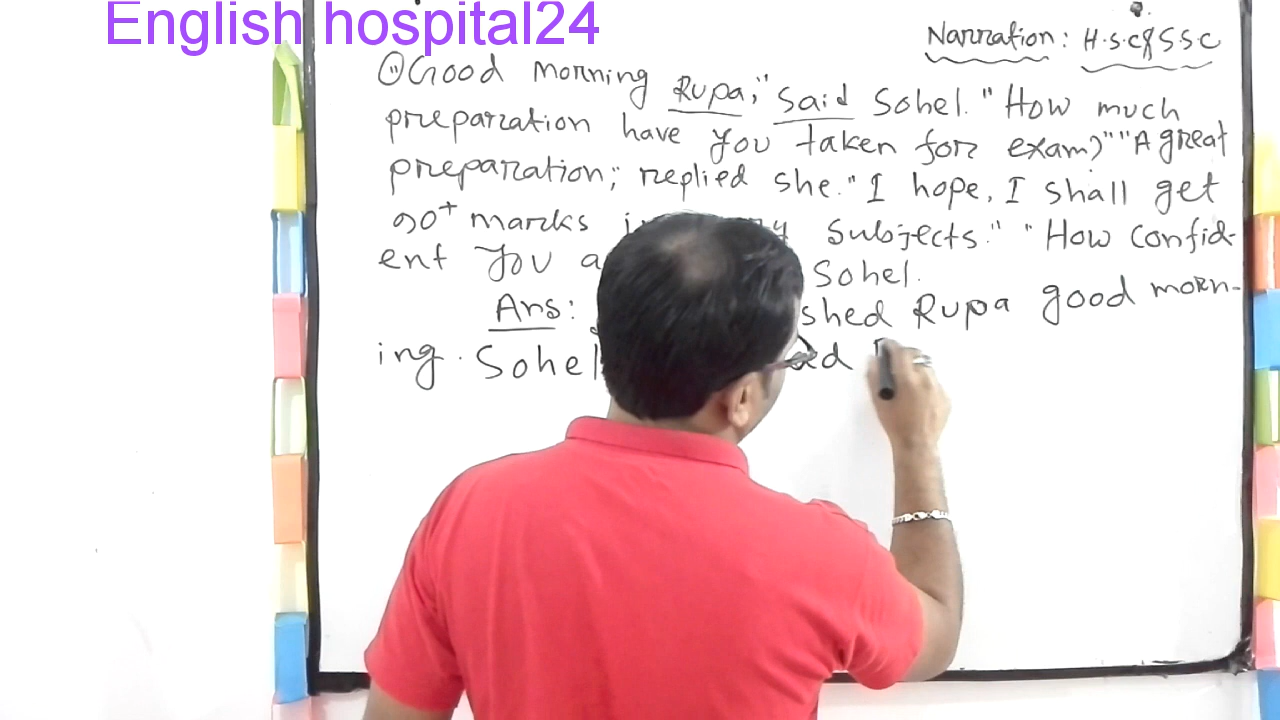 English hospital24
Narration: H.S.C & S S C
"Good morning Rupa," said Sohel. "How much
preparation have you taken for exam?" "A great
preparation," replied she. "I hope, I shall get
90+ marks subjects." "How confid-
ent you Sohel.
Ans: shed Rupa good morn-
ing. Sohel